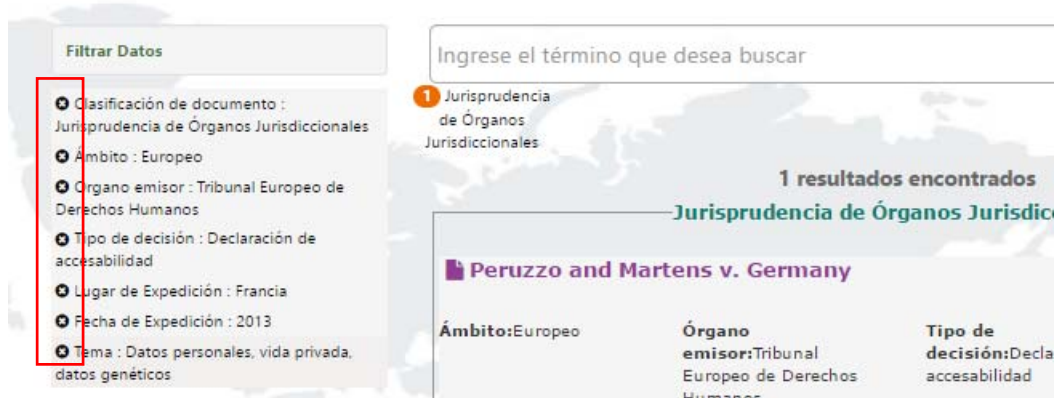 Filtrar Datos
Clasificación de documento :
Jurisprudencia de Órganos Jurisdiccionales
Ámbito : Europeo
Organo emisor : Tribunal Europeo de
Derechos Humanos
Tipo de decisión : Declaración de
accesabilidad
Lugar de Expedición : Francia
Fecha de Expedición : 2013
Tema : Datos personales, vida privada,
datos genéticos
Ingrese el término que desea buscar
1 Jurisprudencia
de Órganos
Jurisdiccionales
1 resultados encontrados
Jurisprudencia de Órganos Jurisdicc
Peruzzo and Martens v. Germany
Ámbito:Europeo
Órgano
emisor:Tribunal
Europeo de Derechos
Humanos
Tipo de
decisión:Decla
accesabilidad